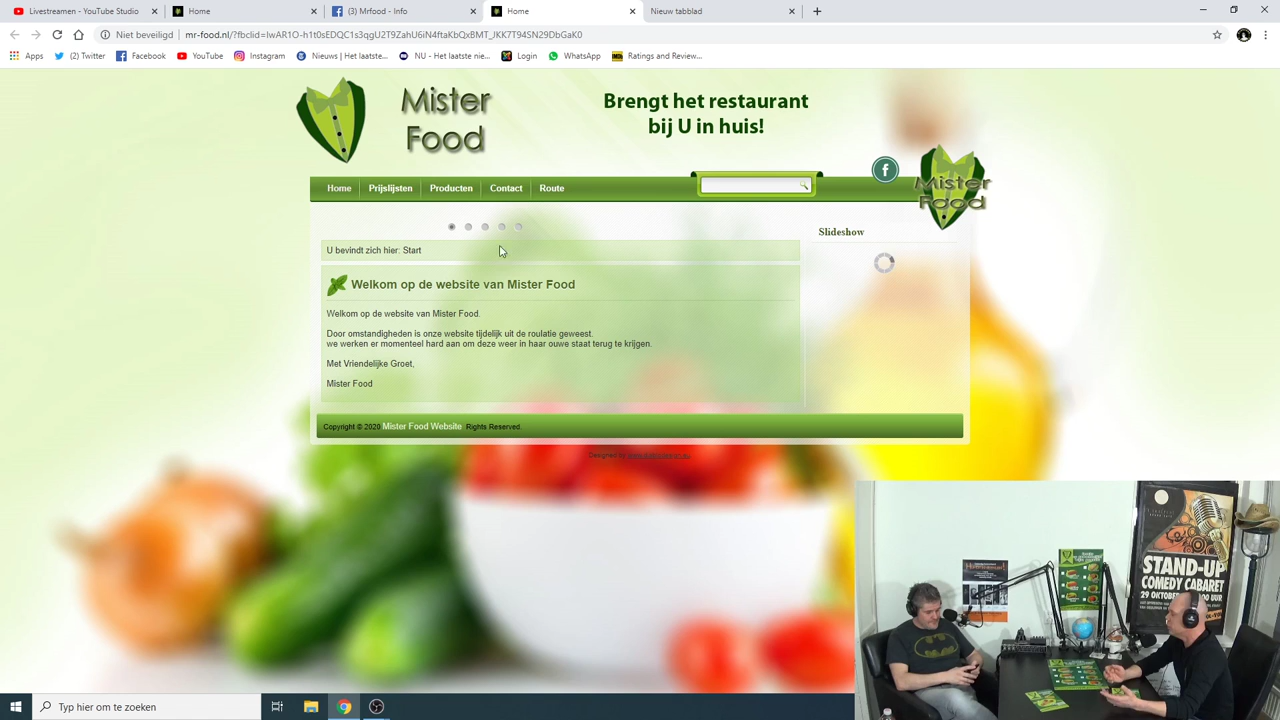 Livestreamen - YouTube Studio
Home
(3) Mrfood - Info
Home
Nieuw tabblad
Niet beveiligd
mr-food.nl/?fbclid=IwAR1O-h1t0sEDQC1s3qgU2T9ZahU6iN4ftaKbQxBMT_JKK7T94SN29DbGaK0
Apps
(2) Twitter
Facebook
YouTube
Instagram
Nieuws | Het laatste...
NU - Het laatste nie...
Login
WhatsApp
Ratings and Review...
Mister
Food
Brengt het restaurant
bij U in huis!
Home
Prijslijsten
Producten
Contact
Route
Mister
Food
Slideshow
U bevindt zich hier: Start
Welkom op de website van Mister Food
Welkom op de website van Mister Food.
Door omstandigheden is onze website tijdelijk uit de roulatie geweest.
we werken er momenteel hard aan om deze weer in haar ouwe staat terug te krijgen.
Met Vriendelijke Groet,
Mister Food
Copyright © 2020 Mister Food Website. Rights Reserved.
Designed by
STAND-UP
COMEDY CABARET
29 OKTOBER
Typ hier om te zoeken